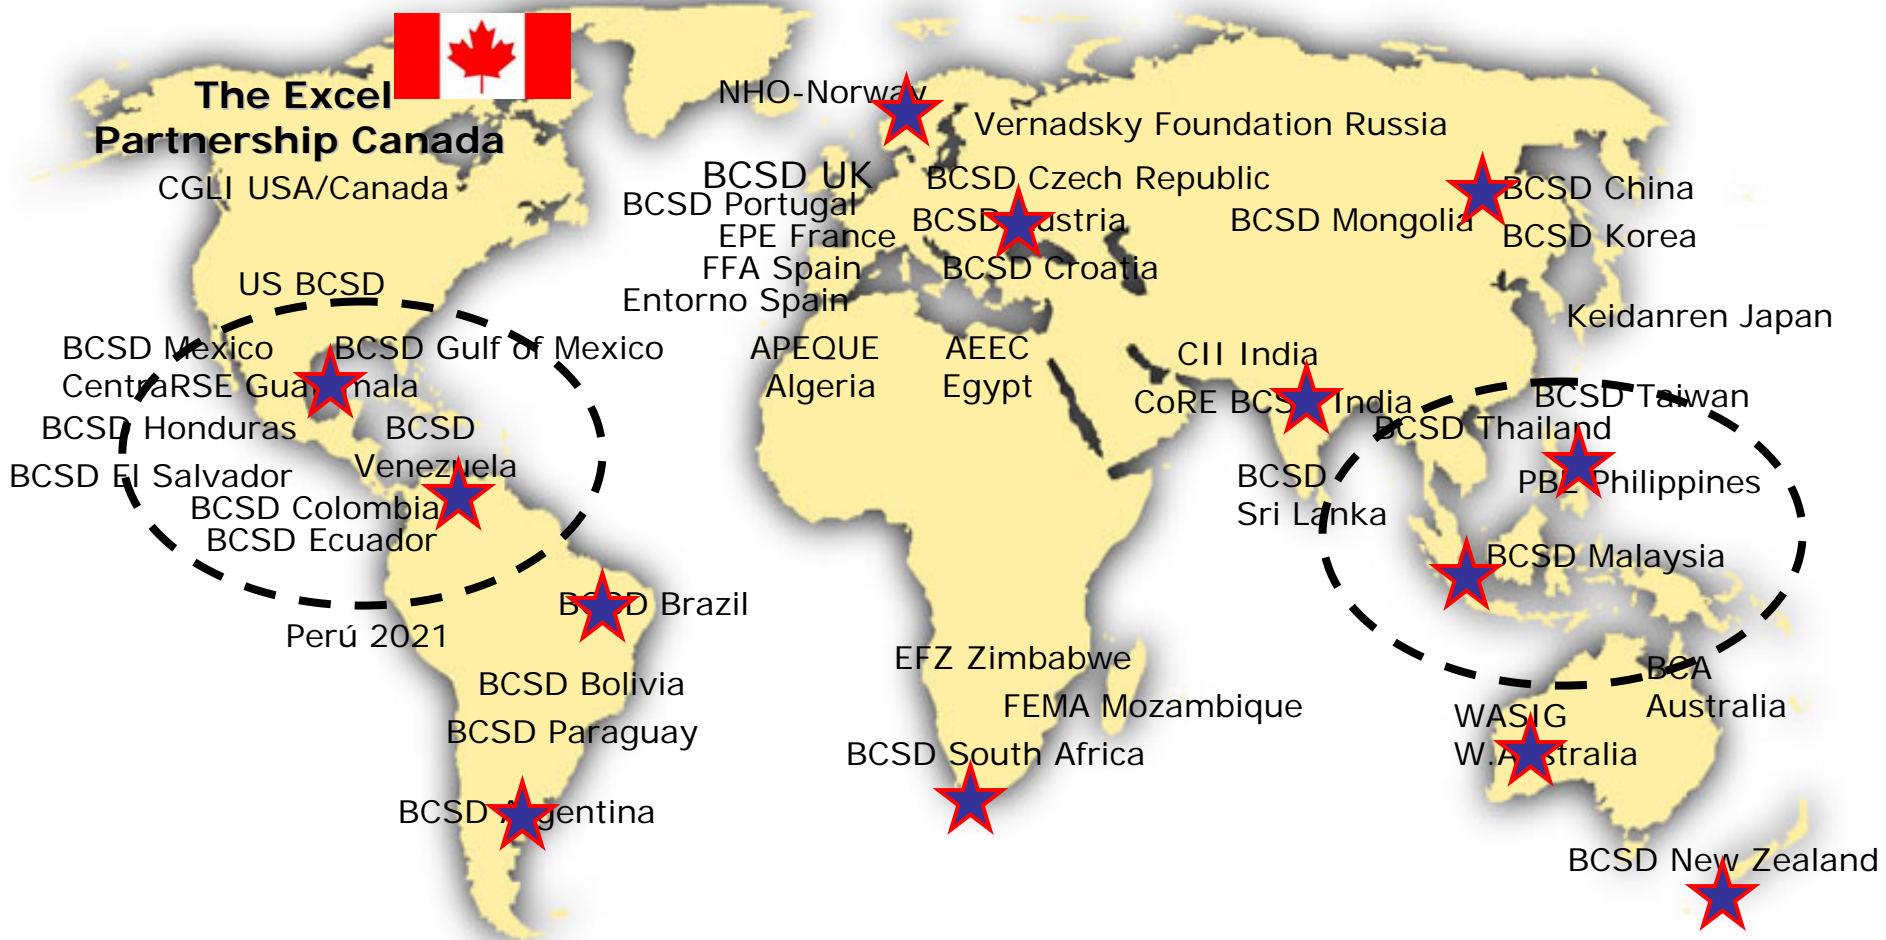 The Excel
Partnership Canada
CGLI USA/Canada
US BCSD
BCSD Mexico
BCSD Gulf of Mexico
CentraRSE Guatemala
BCSD Honduras
BCSD
Venezuela
BCSD El Salvador
BCSD Colombia
BCSD Ecuador
BCSD Brazil
Perú 2021
BCSD Bolivia
BCSD Paraguay
BCSD Argentina
NHO-Norway
Vernadsky Foundation Russia
BCSD UK
BCSD Czech Republic
BCSD Portugal
BCSD Austria
EPE France
FFA Spain
BCSD Croatia
Entorno Spain
APEQUE
Algeria
AEEC
Egypt
EFZ Zimbabwe
FEMA Mozambique
BCSD South Africa
BCSD China
BCSD Mongolia
BCSD Korea
Keidanren Japan
CII India
CoRE BCSD India
BCSD Taiwan
BCSD Thailand
BCSD
Sri Lanka
PBE Philippines
BCSD Malaysia
BCA
Australia
WASIG
W.Australia
BCSD New Zealand